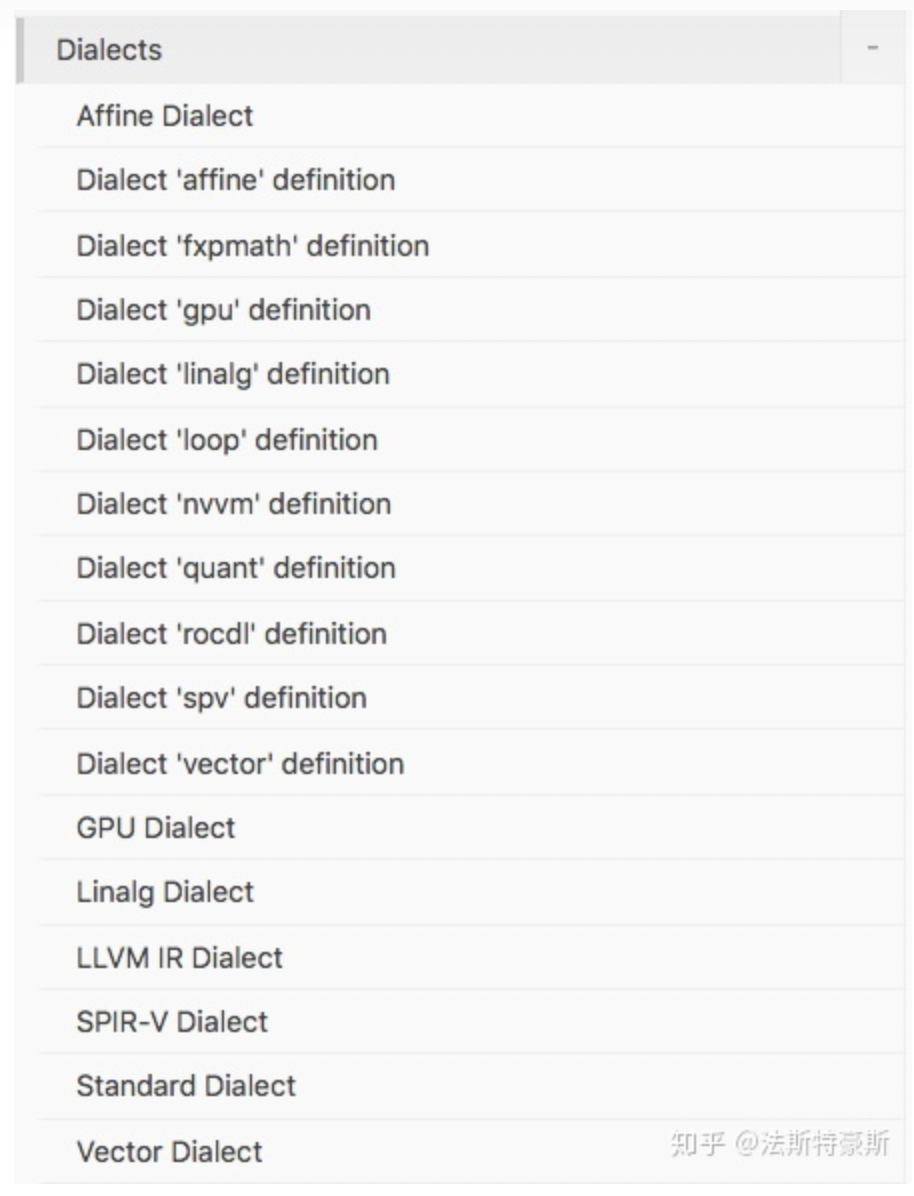 Dialects
-
Affine Dialect
Dialect 'affine' definition
Dialect 'fxpmath' definition
Dialect 'gpu' definition
Dialect 'linalg' definition
Dialect 'loop' definition
Dialect 'nvvm' definition
Dialect 'quant' definition
Dialect 'rocdl' definition
Dialect 'spv' definition
Dialect 'vector' definition
GPU Dialect
Linalg Dialect
LLVM IR Dialect
SPIR-V Dialect
Standard Dialect
Vector Dialect
知乎 @法斯特豪斯